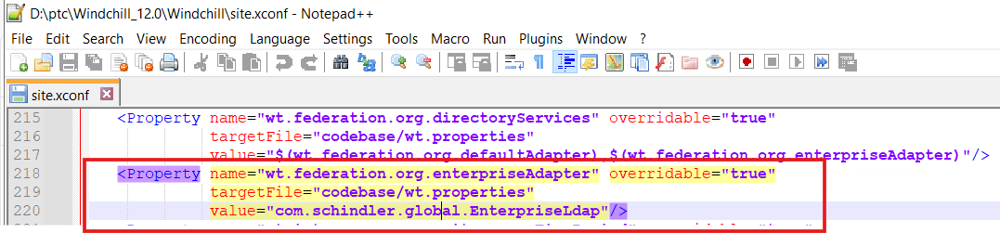 D:\ptc\Windchill_12.0\Windchill\site.xconf - Notepad++
File Edit Search View Encoding Language Settings Tools Macro Run Plugins Window ?
site.xconf
215 <Property name="wt.federation.org.directoryServices" overridable="true"
216 targetFile="codebase/wt.properties"
217 value="$(wt.federation.org.defaultAdapter),$(wt.federation.org.enterpriseAdapter)"/>
218 <Property name="wt.federation.org.enterpriseAdapter" overridable="true"
219 targetFile="codebase/wt.properties"
220 value="com.schindler.global.EnterpriseLdap"/>